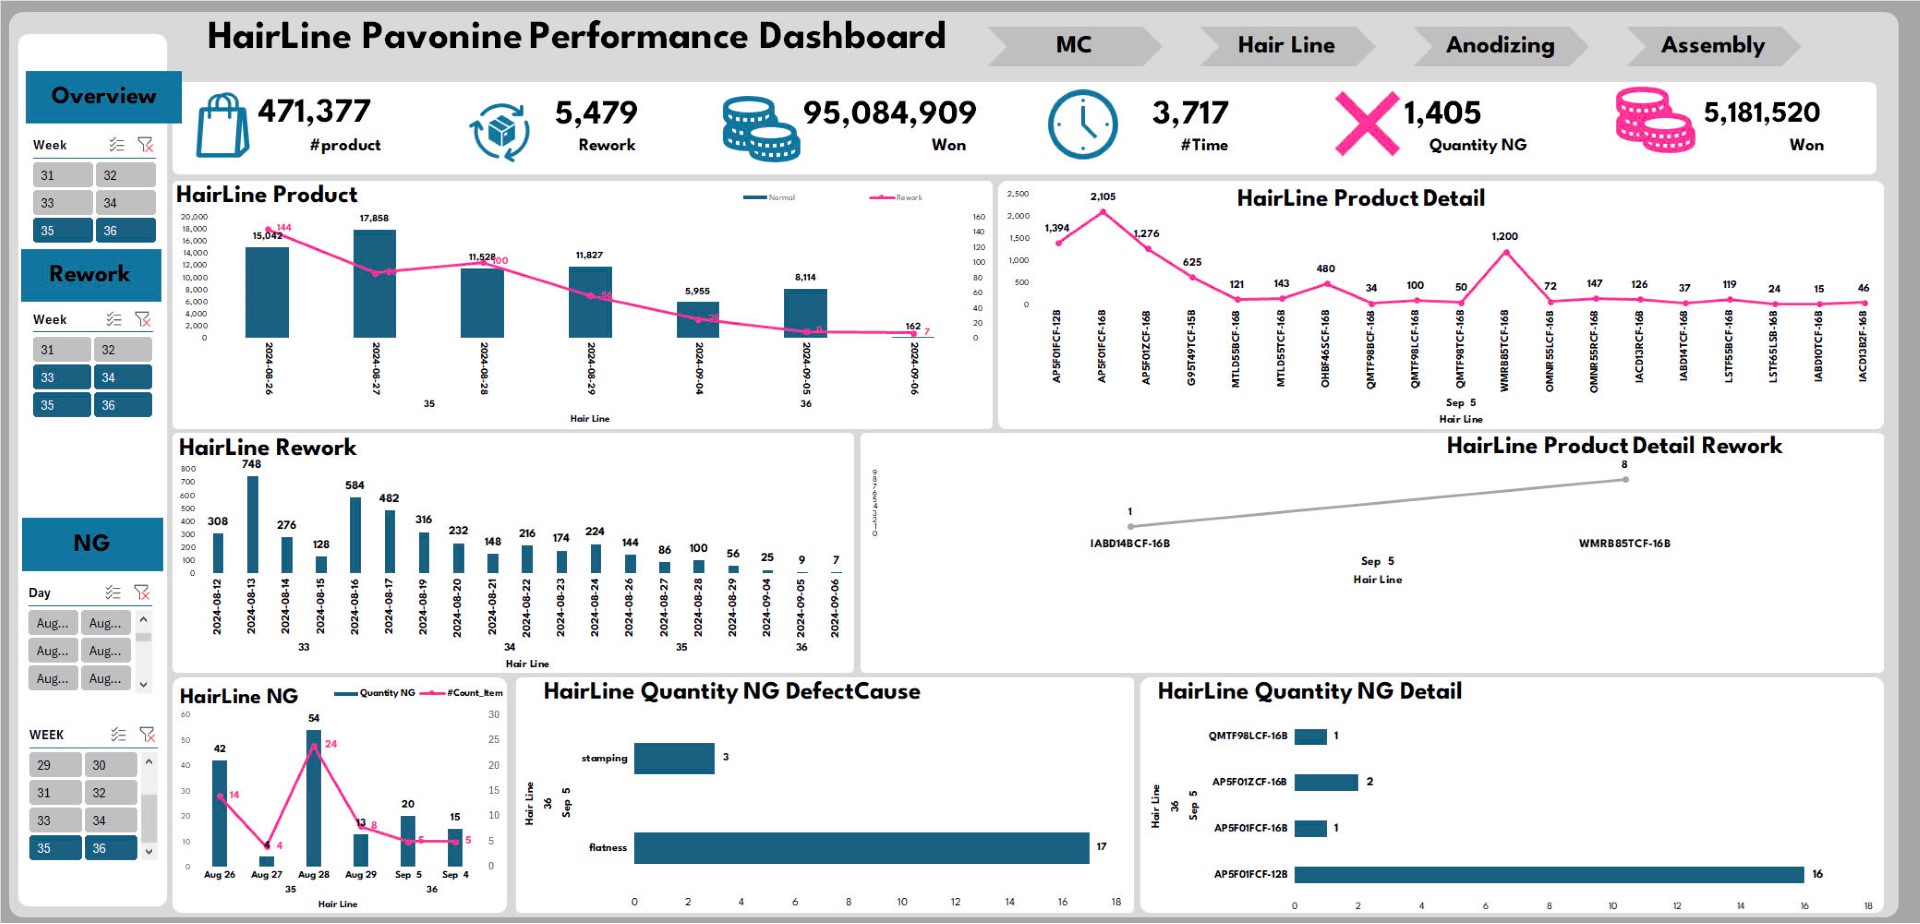 HairLine Pavonine Performance Dashboard
MC
Hair Line
Anodizing
Assembly
Overview
471,377
#product
5,479
Rework
95,084,909
Won
3,717
#Time
1,405
Quantity NG
5,181,520
Won
Week
31 32
33 34
35 36
Rework
Week
31 32
33 34
35 36
NG
Day
Aug... Aug...
Aug... Aug...
Aug... Aug...
WEEK
29 30
31 32
33 34
35 36
HairLine Product
Normal Rework
20,000
18,000
16,000
14,000
12,000
10,000
8,000
6,000
4,000
2,000
0
15,042 17,858 11,528 11,827 5,955 8,114 162
144 100 9 7
160
140
120
100
80
60
40
20
0
2024-08-26 2024-08-27 2024-08-28 2024-08-29 2024-09-04 2024-09-05 2024-09-06
35 36
Hair Line
HairLine Product Detail
2,500
2,000
1,500
1,000
500
0
1,394 2,105 1,276 625 121 143 480 34 100 50 1,200 72 147 126 37 119 24 15 46
AP5F01FCF-12B AP5F01FCF-16B AP5F01ZCF-16B G95T49TCF-15B MTLD55BCF-16B MTLD55TCF-16B OHBF46SCF-16B QMTF98BCF-16B QMTF98LCF-16B QMTF98TCF-16B WMRB85TCF-16B OMNR55LCF-16B OMNR55RCF-16B IACD13RCF-16B IABD14TCF-16B LSTF55BCF-16B LSTF65LSB-16B IABD10TCF-16B IACD13B2F-16B
Sep 5
Hair Line
HairLine Rework
800
700
600
500
400
300
200
100
0
308 748 276 128 584 482 316 232 148 216 174 224 144 86 100 56 25 9 7
2024-08-12 2024-08-13 2024-08-14 2024-08-15 2024-08-16 2024-08-17 2024-08-19 2024-08-20 2024-08-21 2024-08-22 2024-08-23 2024-08-24 2024-08-26 2024-08-27 2024-08-28 2024-08-29 2024-09-04 2024-09-05 2024-09-06
33 34 35 36
Hair Line
HairLine Product Detail Rework
9
8
7
6
5
4
3
2
1
0
1 8
IABD14BCF-16B WMRB85TCF-16B
Sep 5
Hair Line
HairLine NG
Quantity NG #Count_Item
60
50
40
30
20
10
0
42 4 54 13 20 15
14 4 24 8 5 5
30
25
20
15
10
5
0
Aug 26 Aug 27 Aug 28 Aug 29 Sep 5 Sep 4
35 36
Hair Line
HairLine Quantity NG DefectCause
Hair Line
36
Sep 5
stamping 3
flatness 17
0 2 4 6 8 10 12 14 16 18
HairLine Quantity NG Detail
Hair Line
36
Sep 5
QMTF98LCF-16B 1
AP5F01ZCF-16B 2
AP5F01FCF-16B 1
AP5F01FCF-12B 16
0 2 4 6 8 10 12 14 16 18